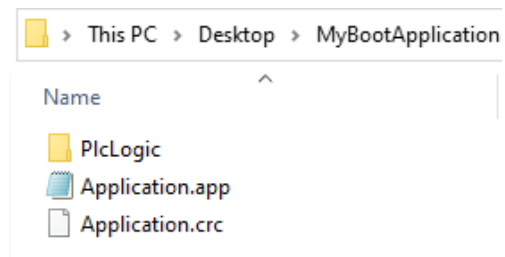 This PC > Desktop > MyBootApplication
Name
PlcLogic
Application.app
Application.crc